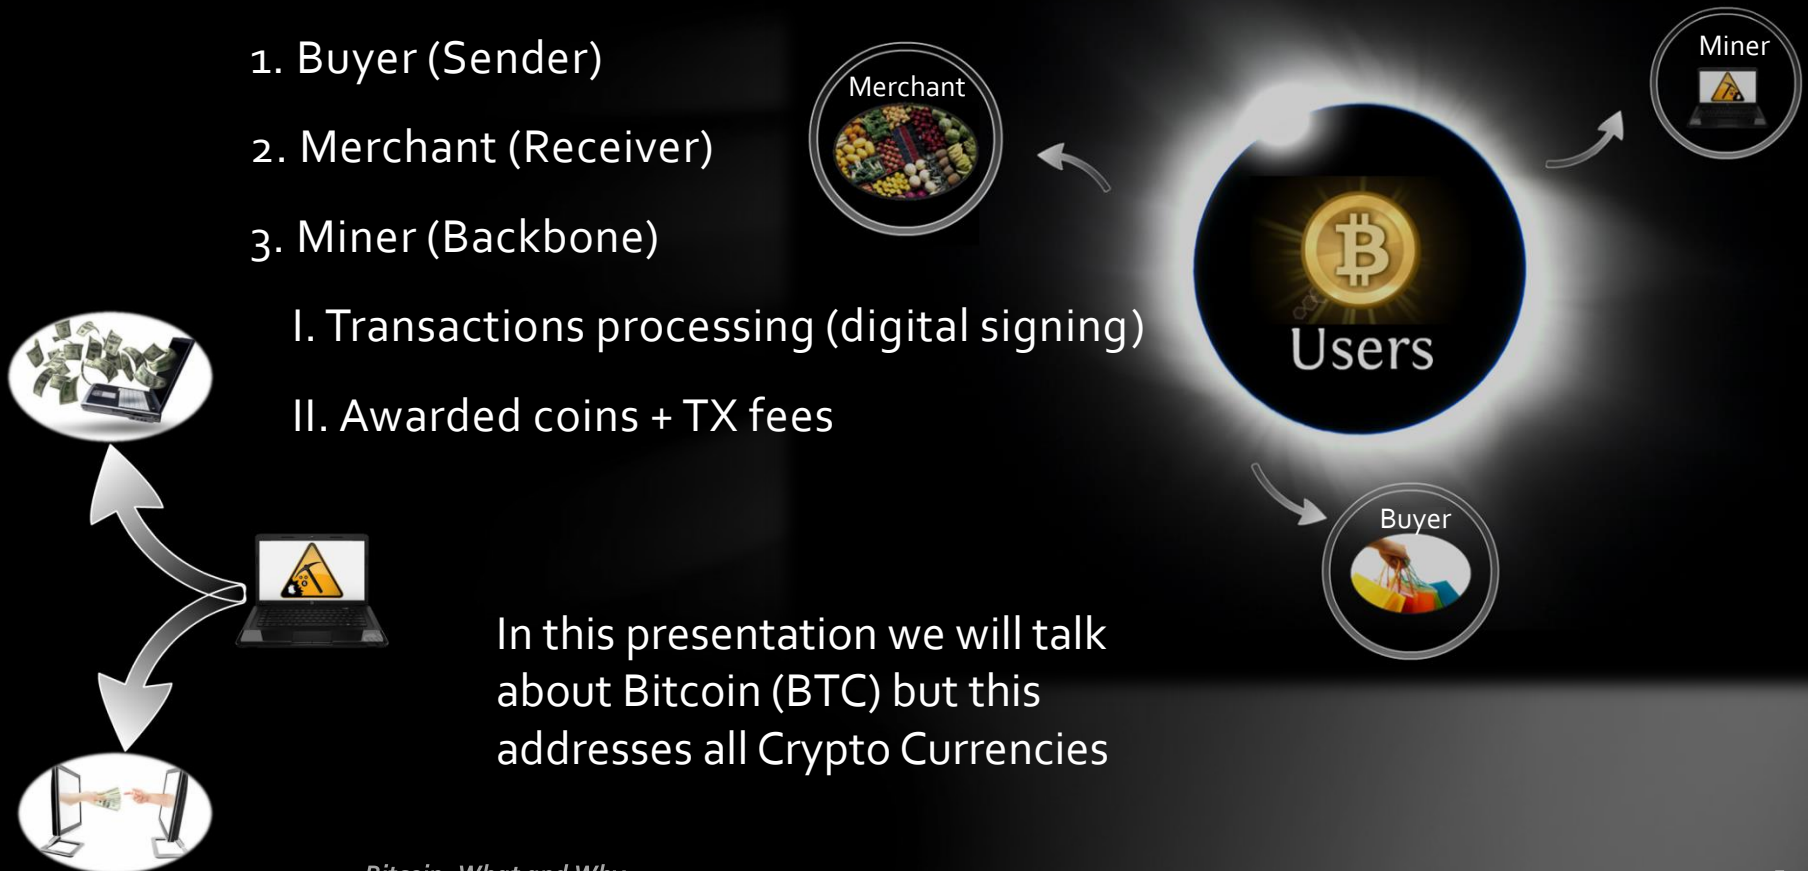 1. Buyer (Sender)
2. Merchant (Receiver)
3. Miner (Backbone)
I. Transactions processing (digital signing)
II. Awarded coins + TX fees
Merchant
Miner
Users
Buyer
In this presentation we will talk
about Bitcoin (BTC) but this
addresses all Crypto Currencies